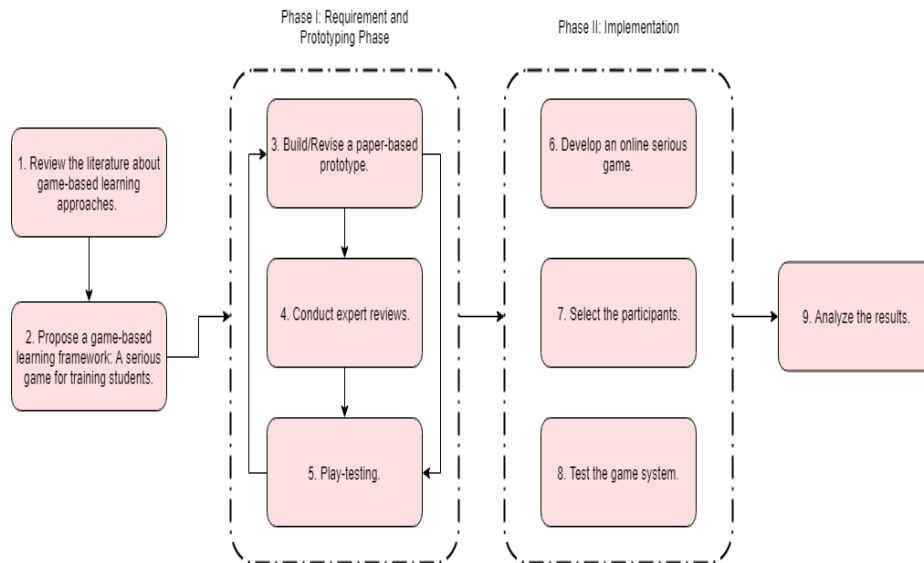 Phase I: Requirement and
Prototyping Phase
Phase II: Implementation
1. Review the literature about
game-based learning
approaches.
2. Propose a game-based
learning framework: A serious
game for training students.
3. Build/Revise a paper-based
prototype.
4. Conduct expert reviews.
5. Play-testing.
6. Develop an online serious
game.
7. Select the participants.
8. Test the game system.
9. Analyze the results.